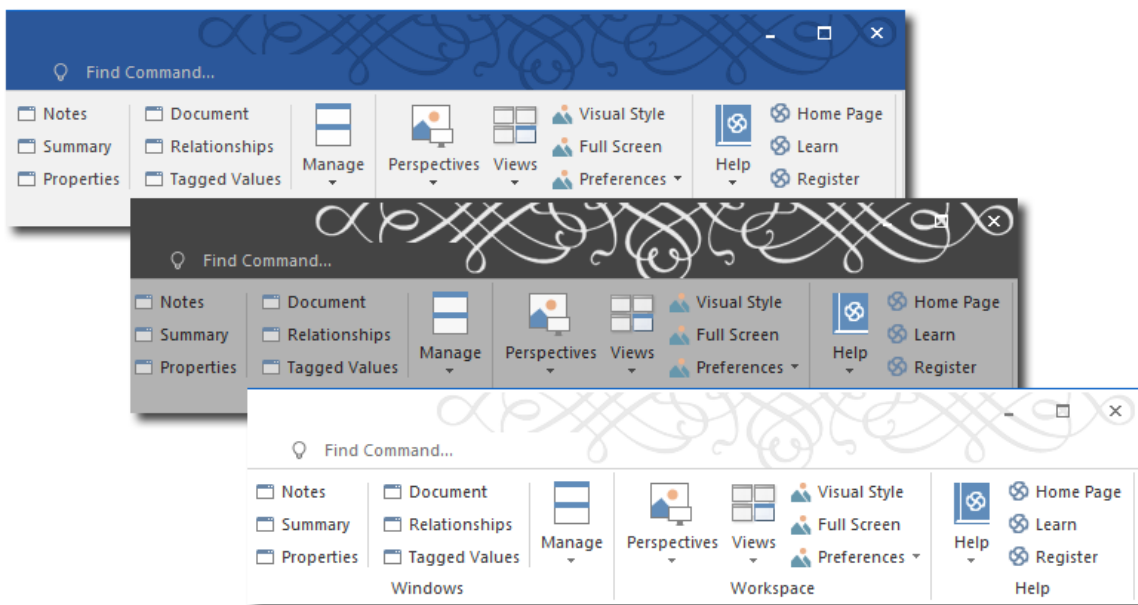 Find Command...
Notes Document Visual Style Home Page
Summary Relationships Manage Perspectives Views Full Screen Help Learn
Properties Tagged Values Preferences Register
Find Command...
Notes Document Visual Style Home Page
Summary Relationships Manage Perspectives Views Full Screen Help Learn
Properties Tagged Values Preferences Register
Find Command...
Notes Document Visual Style Home Page
Summary Relationships Manage Perspectives Views Full Screen Help Learn
Properties Tagged Values Preferences Register
Windows Workspace Help